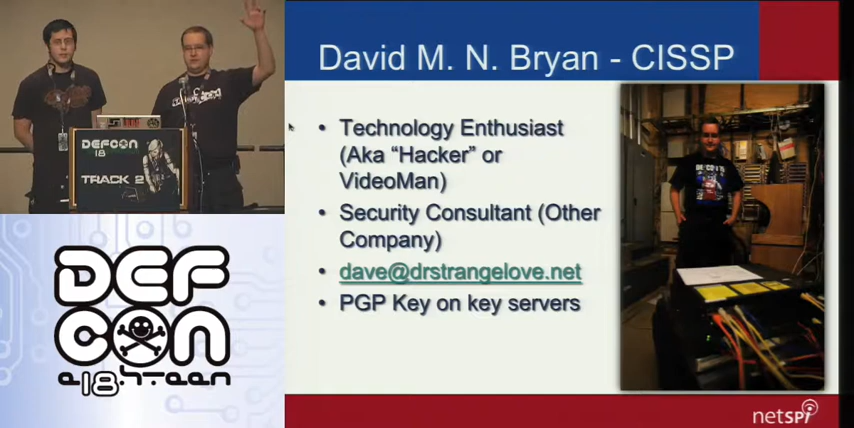 David M. N. Bryan - CISSP
DEFCON
18
TRACK 2
• Technology Enthusiast
(Aka "Hacker" or
VideoMan)
• Security Consultant (Other
Company)
• dave@drstrangelove.net
• PGP Key on key servers
DEF
CON
e18hteen
netSPI